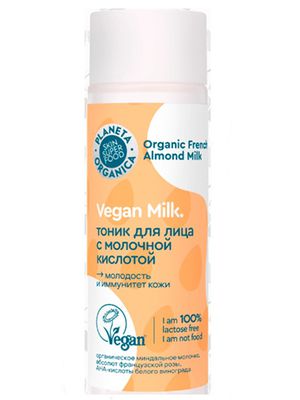 PLANETA ORGANICA
SKIN SUPER FOOD
Organic French
Almond Milk
Vegan Milk.
тоник для лица
с молочной
кислотой
→ молодость
и иммунитет кожи
Vegan
I am 100%
lactose free
I am not food
органическое миндальное молочко,
абсолют французской розы,
AHA-кислоты белого винограда